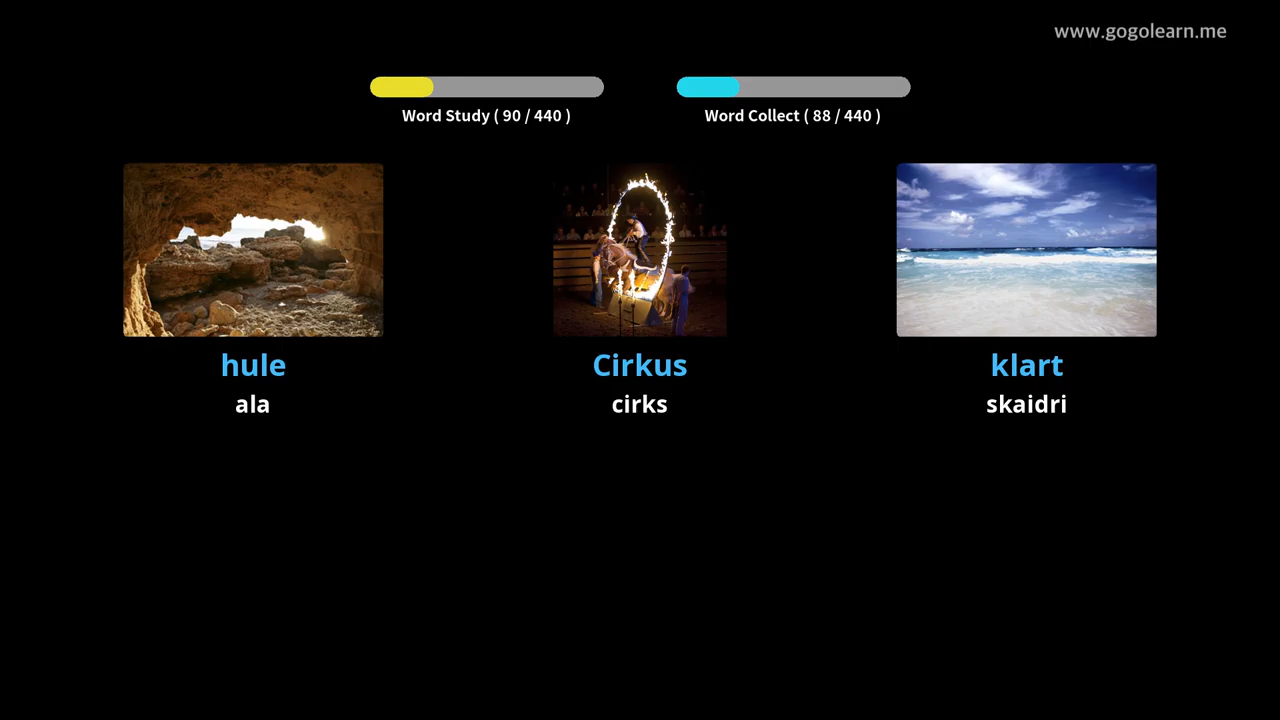 www.gogolearn.me
Word Study ( 90 / 440 )
Word Collect ( 88 / 440 )
hule
ala
Cirkus
cirks
klart
skaidri